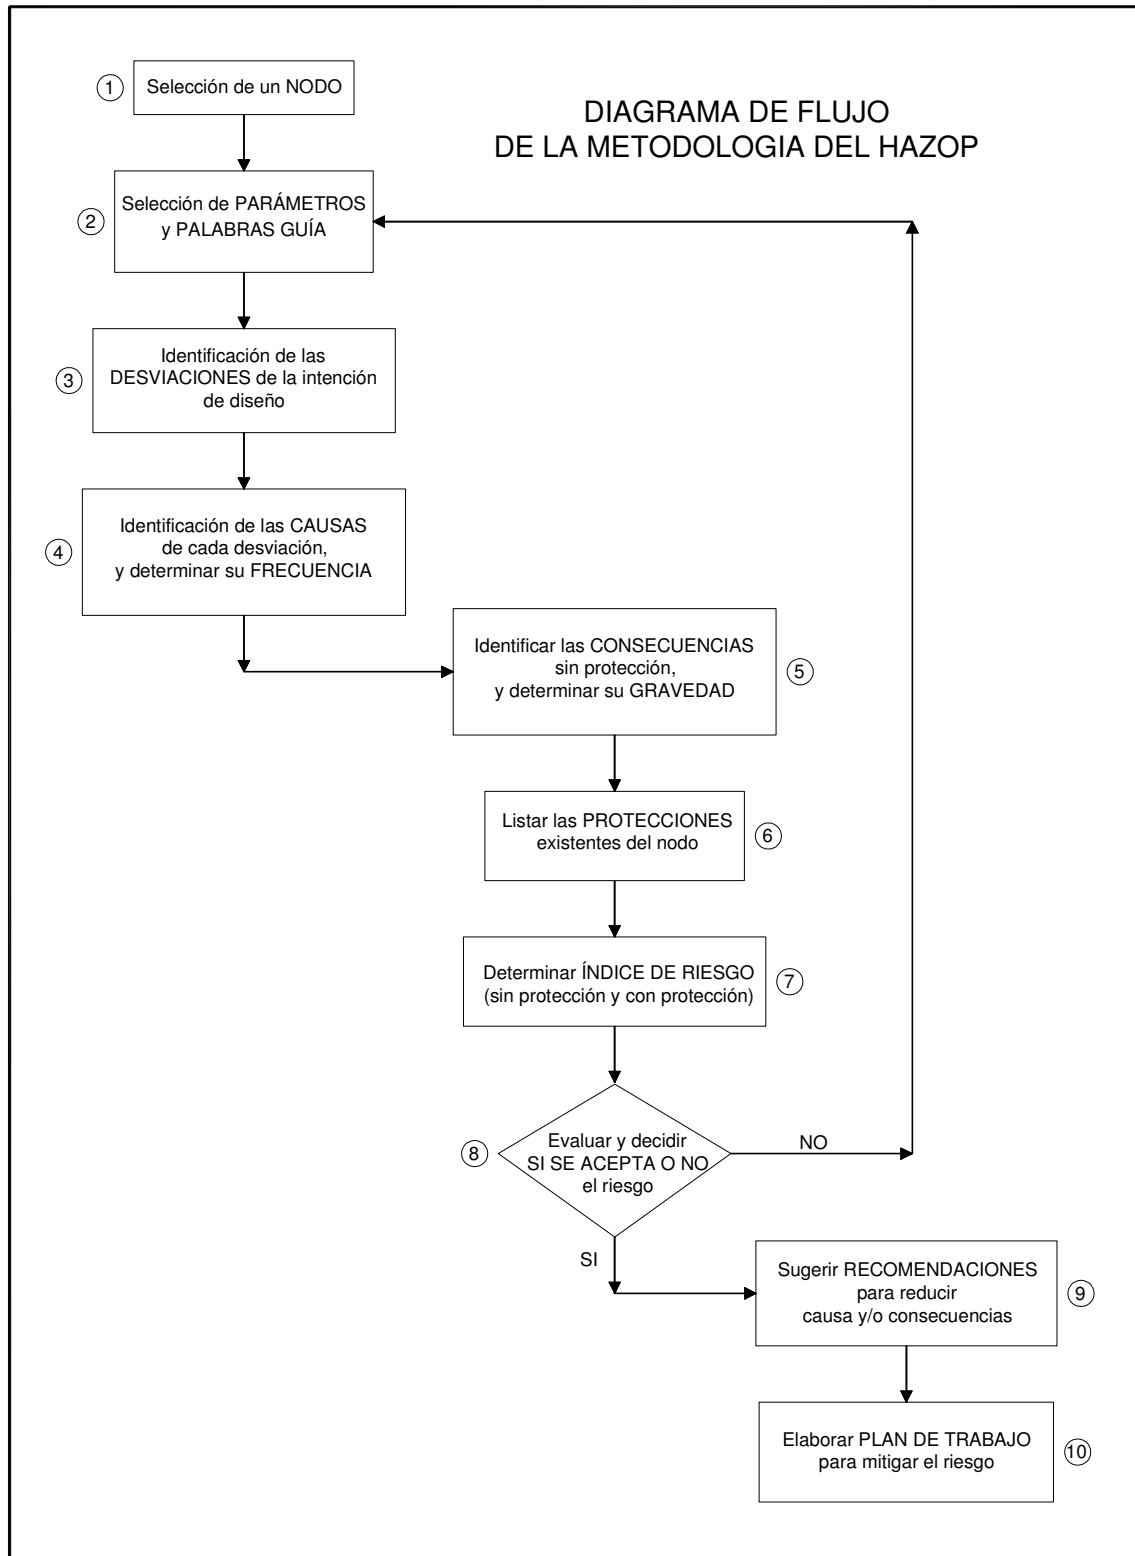 DIAGRAMA DE FLUJO
DE LA METODOLOGIA DEL HAZOP
1
Selección de un NODO
2
Selección de PARÁMETROS
y PALABRAS GUÍA
3
Identificación de las
DESVIACIONES de la intención
de diseño
4
Identificación de las CAUSAS
de cada desviación,
y determinar su FRECUENCIA
Identificar las CONSECUENCIAS
sin protección,
y determinar su GRAVEDAD
5
Listar las PROTECCIONES
existentes del nodo
6
Determinar ÍNDICE DE RIESGO
(sin protección y con protección)
7
8
Evaluar y decidir
SI SE ACEPTA O NO
el riesgo
NO
SI
Sugerir RECOMENDACIONES
para reducir
causa y/o consecuencias
9
Elaborar PLAN DE TRABAJO
para mitigar el riesgo
10